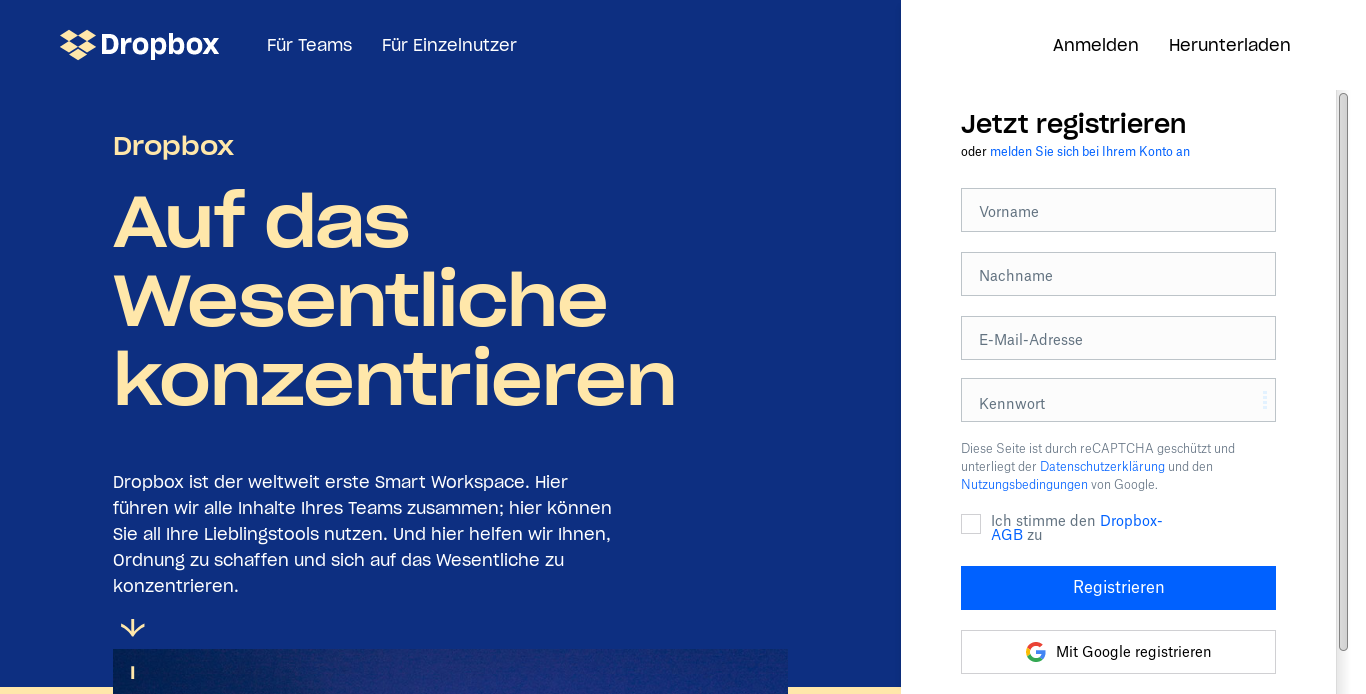 Dropbox
Für Teams
Für Einzelnutzer
Anmelden
Herunterladen
Dropbox
Auf das
Wesentliche
konzentrieren
Dropbox ist der weltweit erste Smart Workspace. Hier
führen wir alle Inhalte Ihres Teams zusammen; hier können
Sie all Ihre Lieblingstools nutzen. Und hier helfen wir Ihnen,
Ordnung zu schaffen und sich auf das Wesentliche zu
konzentrieren.
Jetzt registrieren
oder melden Sie sich bei Ihrem Konto an
Vorname
Nachname
E-Mail-Adresse
Kennwort
Diese Seite ist durch reCAPTCHA geschützt und
unterliegt der Datenschutzerklärung und den
Nutzungsbedingungen von Google.
Ich stimme den Dropbox-
AGB zu
Registrieren
Mit Google registrieren